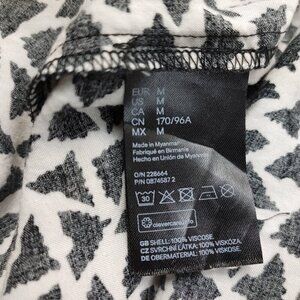 EUR M
US M
CA M
CN 170/96A
MX M
Made in Myanmar
Fabriqué en Birmanie
Hecho en Unión de Myanmar
O/N 228664
P/N 0874587 2
30
clevercare.info
GB SHELL: 100% VISCOSE.
CZ SVRCHNÍ LÁTKA: 100% VISKÓZA.
DE OBERMATERIAL: 100% VISKOSE.